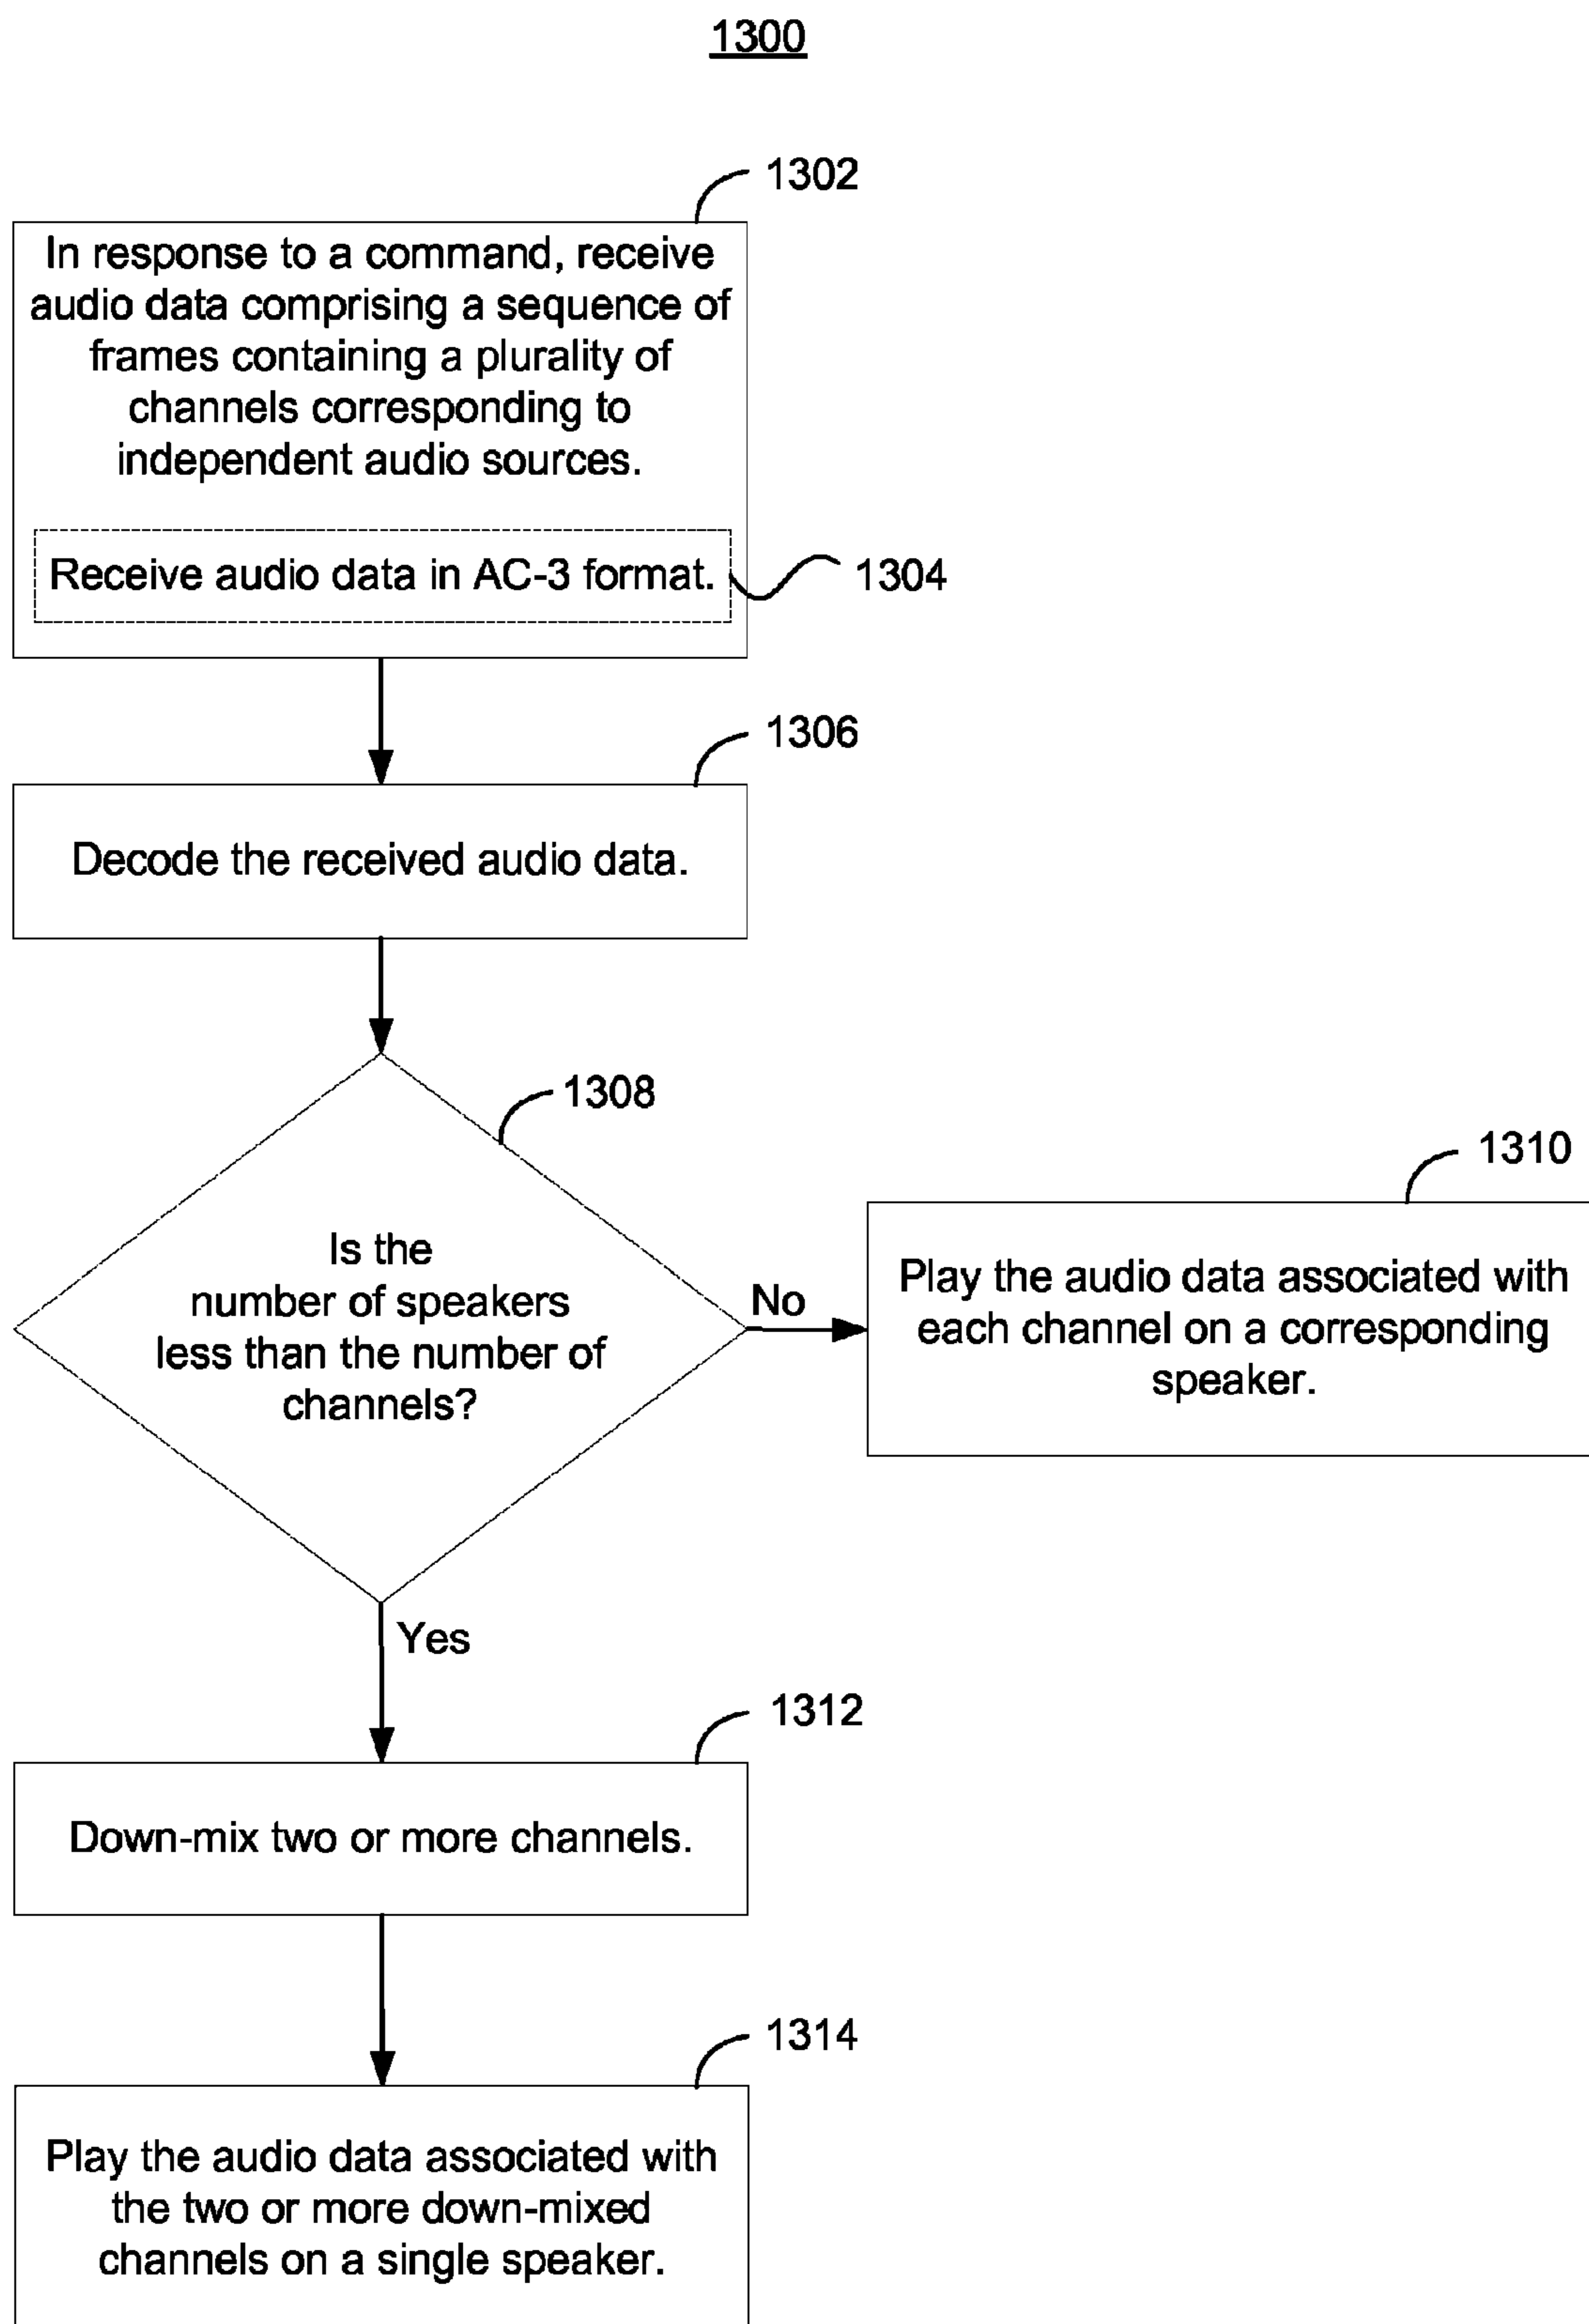 1300
1302
In response to a command, receive
audio data comprising a sequence of
frames containing a plurality of
channels corresponding to
independent audio sources.
Receive audio data in AC-3 format.
1304
1306
Decode the received audio data.
1308
Is the
number of speakers
less than the number of
channels?
No
1310
Play the audio data associated with
each channel on a corresponding
speaker.
Yes
1312
Down-mix two or more channels.
1314
Play the audio data associated with
the two or more down-mixed
channels on a single speaker.